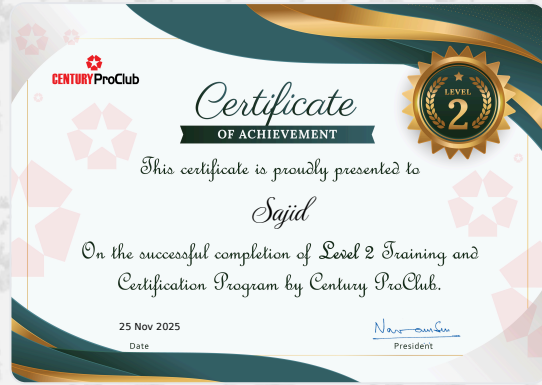 CENTURY ProClub
Certificate
OF ACHIEVEMENT
LEVEL
2
This certificate is proudly presented to
Sajid
On the successful completion of Level 2 Training and
Certification Program by Century ProClub.
25 Nov 2025
Date
President